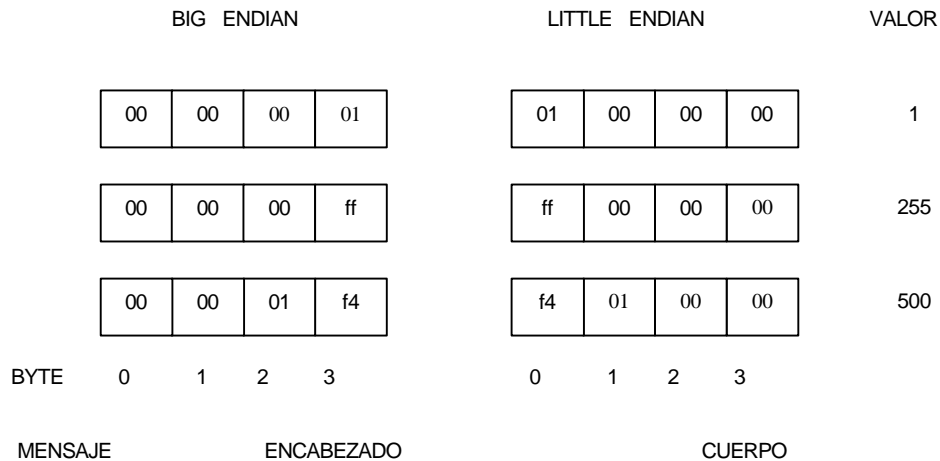 BIG ENDIAN LITTLE ENDIAN VALOR
00 00 00 01 01 00 00 00 1
00 00 00 ff ff 00 00 00 255
00 00 01 f4 f4 01 00 00 500
BYTE 0 1 2 3 0 1 2 3
MENSAJE ENCABEZADO CUERPO